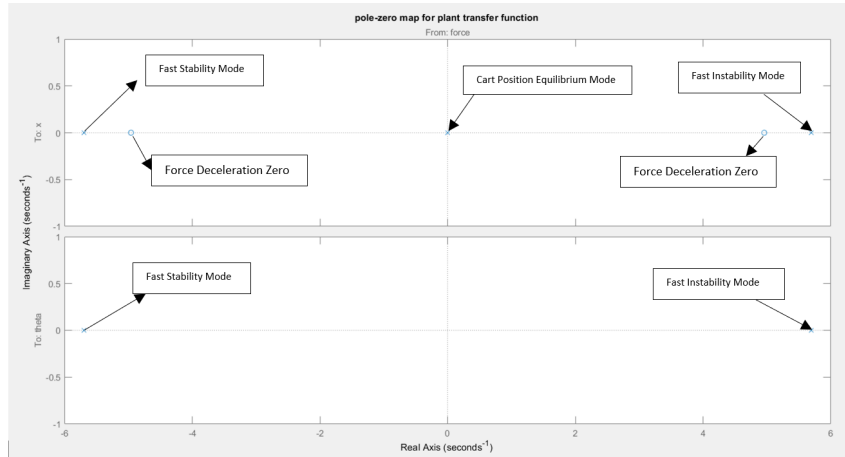 pole-zero map for plant transfer function
From: force
1
Fast Stability Mode
Cart Position Equilibrium Mode
Fast Instability Mode
0.5
To: x
0
Force Deceleration Zero
Force Deceleration Zero
-0.5
-1
Imaginary Axis (seconds⁻¹)
1
Fast Stability Mode
Fast Instability Mode
0.5
To: theta
0
-0.5
-1
-6 -4 -2 0 2 4 6
Real Axis (seconds⁻¹)